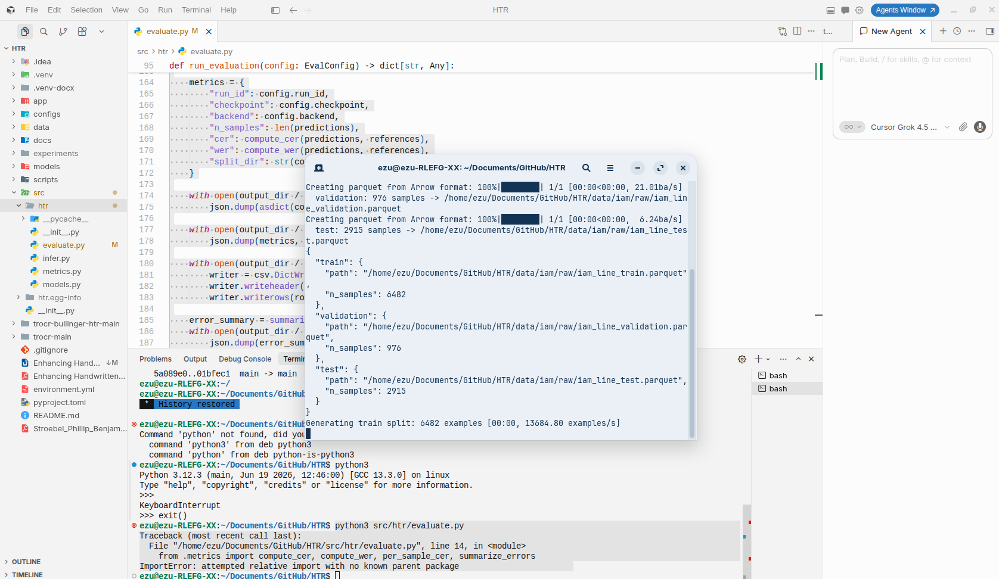 File Edit Selection View Go Run Terminal Help
HTR
Agents Window
HTR
.idea
.venv
.venv-docx
app
configs
data
docs
experiments
models
scripts
src
htr
__pycache__
__init__.py
evaluate.py M
infer.py
metrics.py
models.py
htr.egg-info
__init__.py
trocr-bullinger-htr-main
trocr-main
.gitignore
Enhancing Hand... ↓M
Enhancing Handwritten...
environment.yml
pyproject.toml
README.md
Stroebel_Phillip_Benjam...
OUTLINE
TIMELINE
evaluate.py M
src > htr > evaluate.py
95 def run_evaluation(config: EvalConfig) -> dict[str, Any]:
164 metrics = {
165 "run_id": config.run_id,
166 "checkpoint": config.checkpoint,
167 "backend": config.backend,
168 "n_samples": len(predictions),
169 "cer": compute_cer(predictions, references),
170 "wer": compute_wer(predictions, references),
171 "split_dir": str(co
172 }
173
174 with open(output_dir /
175 json.dump(asdict(co
176
177 with open(output_dir /
178 json.dump(metrics,
179
180 with open(output_dir /
181 writer = csv.DictWr
182 writer.writeheader(
183 writer.writerows(ro
184
185 error_summary = summari
186 with open(output_dir /
187 json.dump(error_sum
ezu@ezu-RLEFG-XX: ~/Documents/GitHub/HTR
Creating parquet from Arrow format: 100%|████████| 1/1 [00:00<00:00, 21.01ba/s]
validation: 976 samples -> /home/ezu/Documents/GitHub/HTR/data/iam/raw/iam_lin
e_validation.parquet
Creating parquet from Arrow format: 100%|████████| 1/1 [00:00<00:00,  6.24ba/s]
test: 2915 samples -> /home/ezu/Documents/GitHub/HTR/data/iam/raw/iam_line_tes
t.parquet
{
"train": {
"path": "/home/ezu/Documents/GitHub/HTR/data/iam/raw/iam_line_train.parquet"
,
"n_samples": 6482
},
"validation": {
"path": "/home/ezu/Documents/GitHub/HTR/data/iam/raw/iam_line_validation.par
quet",
"n_samples": 976
},
"test": {
"path": "/home/ezu/Documents/GitHub/HTR/data/iam/raw/iam_line_test.parquet",
"n_samples": 2915
}
}
Generating train split: 6482 examples [00:00, 13684.80 examples/s]
Problems Output Debug Console Termin
5a089e0..01bfec1  main -> main
ezu@ezu-RLEFG-XX:~/
ezu@ezu-RLEFG-XX:~/Documents/GitHub
* History restored
ezu@ezu-RLEFG-XX:~/Documents/GitHub
Command 'python' not found, did you
command 'python3' from deb python3
command 'python' from deb python-is-python3
ezu@ezu-RLEFG-XX:~/Documents/GitHub/HTR$ python3
Python 3.12.3 (main, Jun 19 2026, 12:46:00) [GCC 13.3.0] on linux
Type "help", "copyright", "credits" or "license" for more information.
>>>
KeyboardInterrupt
>>> exit()
ezu@ezu-RLEFG-XX:~/Documents/GitHub/HTR$ python3 src/htr/evaluate.py
Traceback (most recent call last):
File "/home/ezu/Documents/GitHub/HTR/src/htr/evaluate.py", line 14, in <module>
from .metrics import compute_cer, compute_wer, per_sample_cer, summarize_errors
ImportError: attempted relative import with no known parent package
ezu@ezu-RLEFG-XX:~/Documents/GitHub/HTR$
bash
bash
t...
New Agent
Plan, Build, / for skills, @ for context
Cursor Grok 4.5 ...